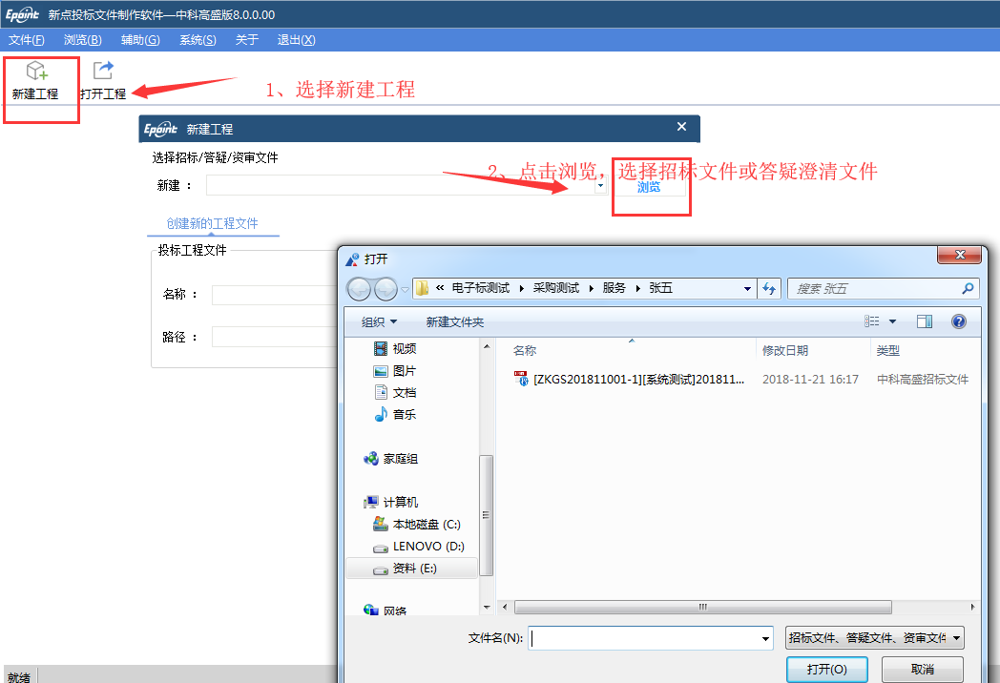 Epoint 新点投标文件制作软件—中科高盛版8.0.0.00
文件(F) 浏览(B) 辅助(G) 系统(S) 关于 退出(X)
新建工程 打开工程
1、选择新建工程
Epoint 新建工程
选择招标/答疑/资审文件
2、点击浏览，选择招标文件或答疑澄清文件
新建 ： 浏览
创建新的工程文件
投标工程文件
名称 ：
路径 ：
打开
« 电子标测试 采购测试 服务 张五 搜索 张五
组织 新建文件夹
名称 修改日期 类型
[ZKGS201811001-1][系统测试]201811... 2018-11-21 16:17 中科高盛招标文件
视频
图片
文档
音乐
家庭组
计算机
本地磁盘 (C:)
LENOVO (D:)
资料 (E:)
网络
文件名(N): 招标文件、答疑文件、资审文件
打开(O) 取消
就绪